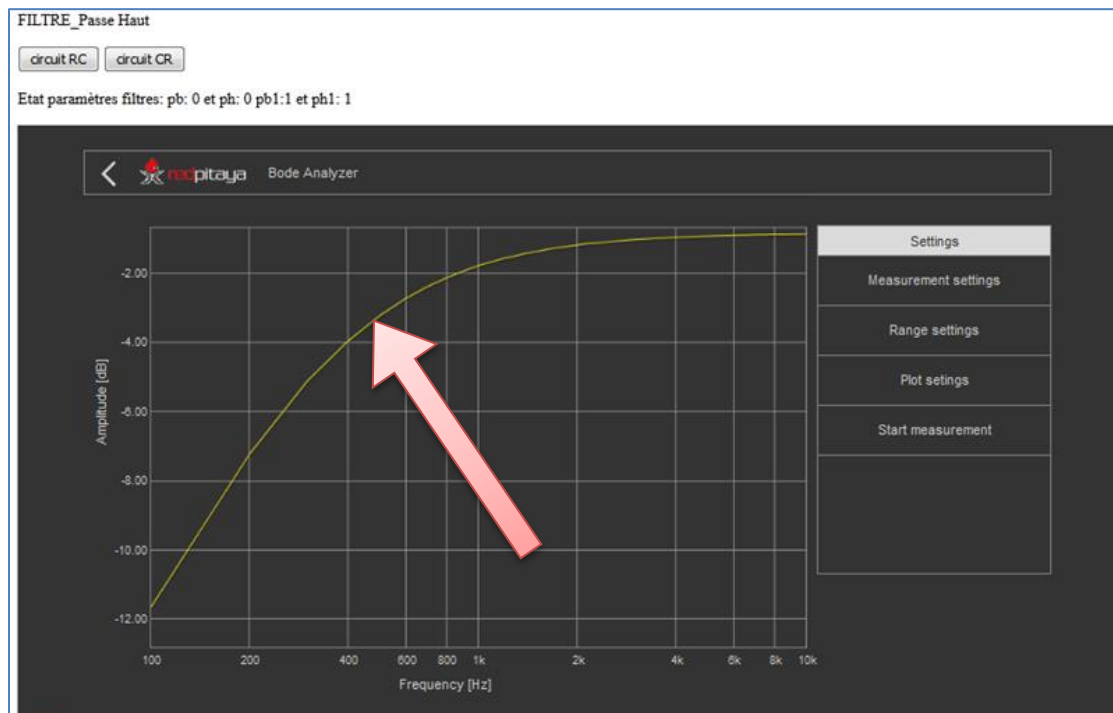 FILTRE_Passe Haut
circuit RC circuit CR
Etat paramètres filtres: pb: 0 et ph: 0 pb1:1 et ph1: 1
redpitaya Bode Analyzer
Settings
Measurement settings
Range settings
Plot setings
Start measurement
Amplitude [dB]
-2.00
-4.00
-6.00
-8.00
-10.00
-12.00
100 200 400 600 800 1k 2k 4k 6k 8k 10k
Frequency [Hz]